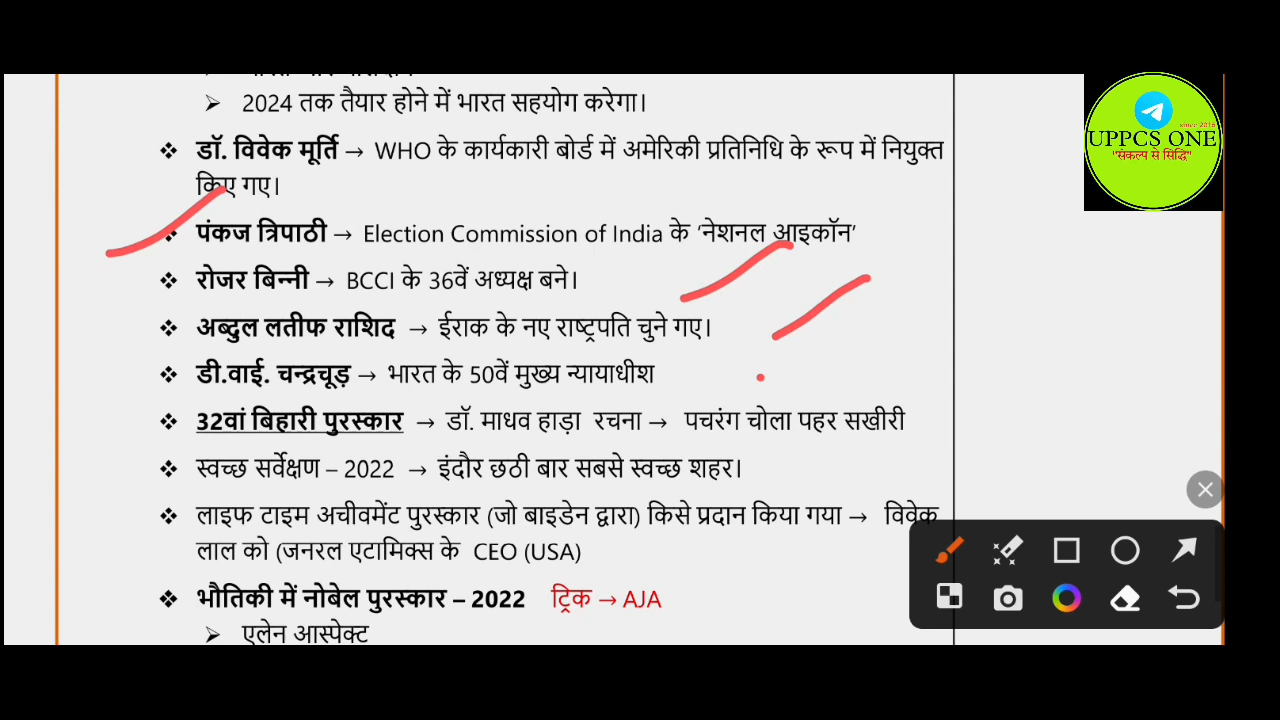 ➢ 2024 तक तैयार होने में भारत सहयोग करेगा।
❖ डॉ. विवेक मूर्ति → WHO के कार्यकारी बोर्ड में अमेरिकी प्रतिनिधि के रूप में नियुक्त
किए गए।
❖ पंकज त्रिपाठी → Election Commission of India के ‘नेशनल आइकॉन’
❖ रोजर बिन्नी → BCCI के 36वें अध्यक्ष बने।
❖ अब्दुल लतीफ राशिद → ईराक के नए राष्ट्रपति चुने गए।
❖ डी.वाई. चन्द्रचूड़ → भारत के 50वें मुख्य न्यायाधीश
❖ 32वां बिहारी पुरस्कार → डॉ. माधव हाड़ा रचना → पचरंग चोला पहर सखीरी
❖ स्वच्छ सर्वेक्षण – 2022 → इंदौर छठी बार सबसे स्वच्छ शहर।
❖ लाइफ टाइम अचीवमेंट पुरस्कार (जो बाइडेन द्वारा) किसे प्रदान किया गया → विवेक
लाल को (जनरल एटामिक्स के CEO (USA)
❖ भौतिकी में नोबेल पुरस्कार – 2022 ट्रिक → AJA
➢ एलेन आस्पेक्ट
since 2016
UPPCS ONE
"संकल्प से सिद्धि"